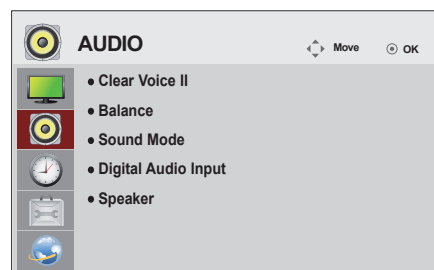 AUDIO Move OK
● Clear Voice II
● Balance
● Sound Mode
● Digital Audio Input
● Speaker